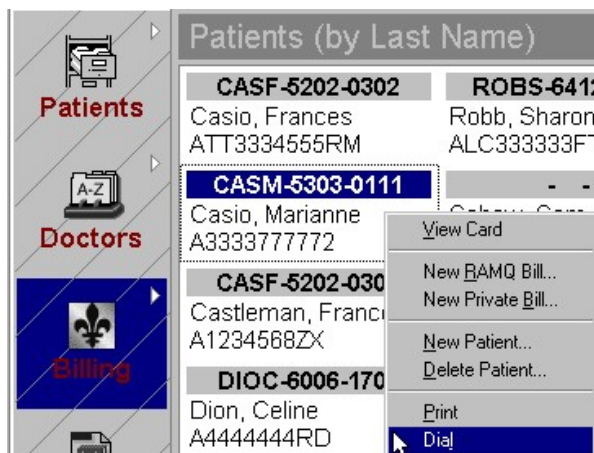 Patients (by Last Name)
Patients
Doctors
A-Z
Billing
CASF-5202-0302
Casio, Frances
ATT3334555RM
ROBS-6412
Robb, Sharon
ALC333333F
CASM-5303-0111
Casio, Marianne
A3333777772
- -
CASF-5202-030
Castleman, Franc
A1234568ZX
DIOC-6006-170
Dion, Celine
A4444444RD
View Card
New RAMQ Bill...
New Private Bill...
New Patient...
Delete Patient...
Print
Dial